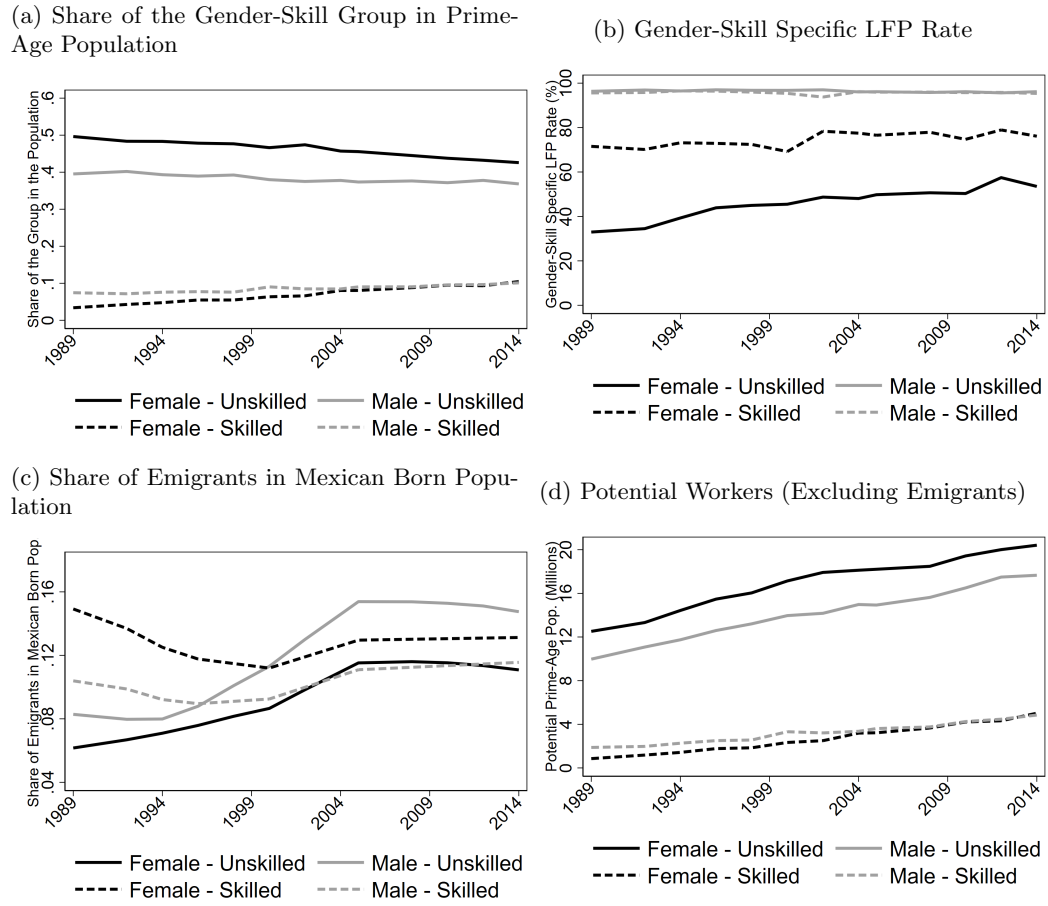 (a) Share of the Gender-Skill Group in Prime-
Age Population
Share of the Group in the Population
0 .1 .2 .3 .4 .5 .6
1989 1994 1999 2004 2009 2014
Female - Unskilled Male - Unskilled
Female - Skilled Male - Skilled
(b) Gender-Skill Specific LFP Rate
Gender-Skill Specific LFP Rate (%)
0 20 40 60 80 100
1989 1994 1999 2004 2009 2014
Female - Unskilled Male - Unskilled
Female - Skilled Male - Skilled
(c) Share of Emigrants in Mexican Born Popu-
lation
Share of Emigrants in Mexican Born Pop
.04 .08 .12 .16
1989 1994 1999 2004 2009 2014
Female - Unskilled Male - Unskilled
Female - Skilled Male - Skilled
(d) Potential Workers (Excluding Emigrants)
Potential Prime-Age Pop. (Millions)
0 4 8 12 16 20
1989 1994 1999 2004 2009 2014
Female - Unskilled Male - Unskilled
Female - Skilled Male - Skilled